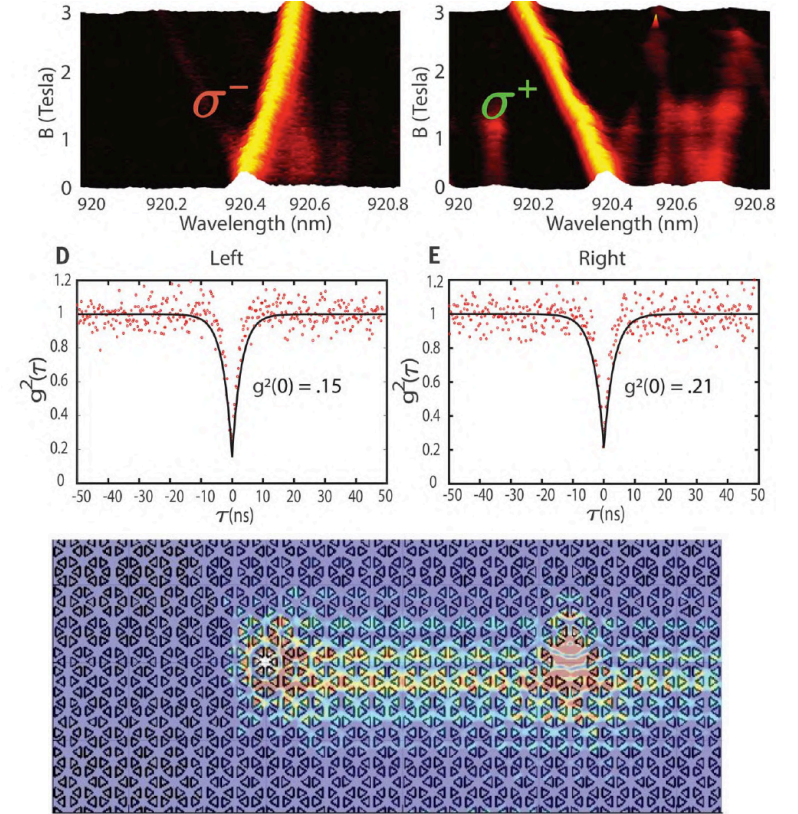 3
2
1
0
B (Tesla)
σ⁻
920 920.2 920.4 920.6 920.8
Wavelength (nm)
3
2
1
0
B (Tesla)
σ⁺
920 920.2 920.4 920.6 920.8
Wavelength (nm)
D Left
1.2
1
0.8
0.6
0.4
0.2
0
g²(τ)
g²(0) = .15
-50 -40 -30 -20 -10 0 10 20 30 40 50
τ(ns)
E Right
1.2
1
0.8
0.6
0.4
0.2
0
g²(τ)
g²(0) = .21
-50 -40 -30 -20 -10 0 10 20 30 40 50
τ(ns)